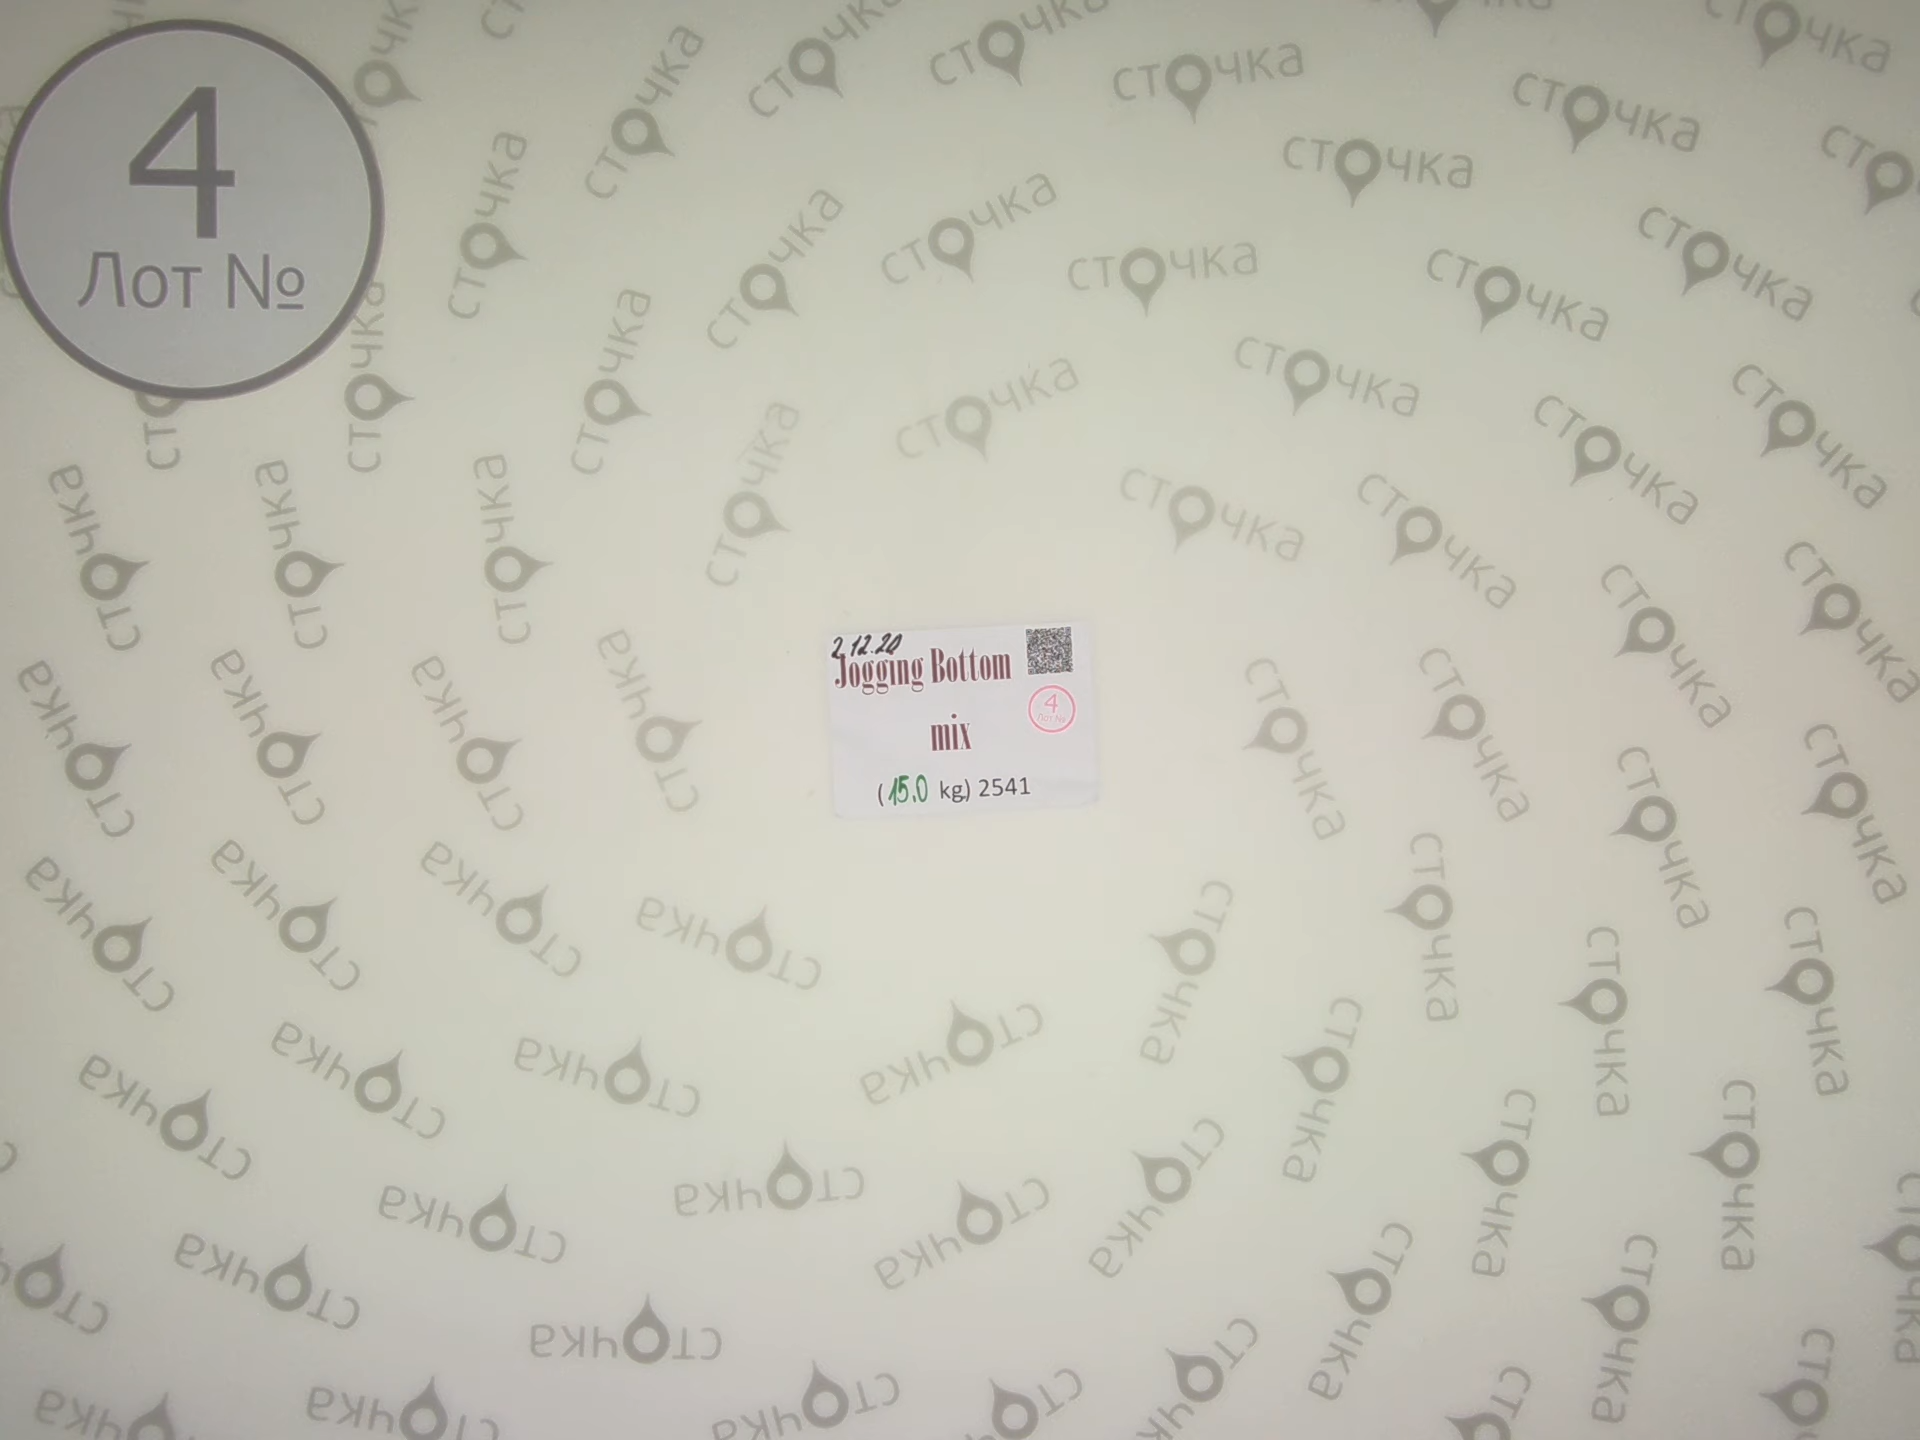 4
Лот №
2.12.20
Jogging Bottom
mix
4
Лот №
(15.0 kg) 2541
сточка